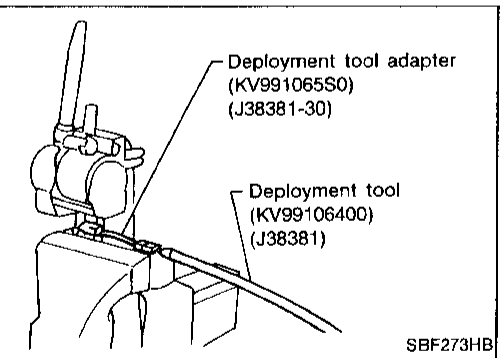 Deployment tool adapter
(KV991065S0)
(J38381-30)
Deployment tool
(KV99106400)
(J38381)
SBF273HB